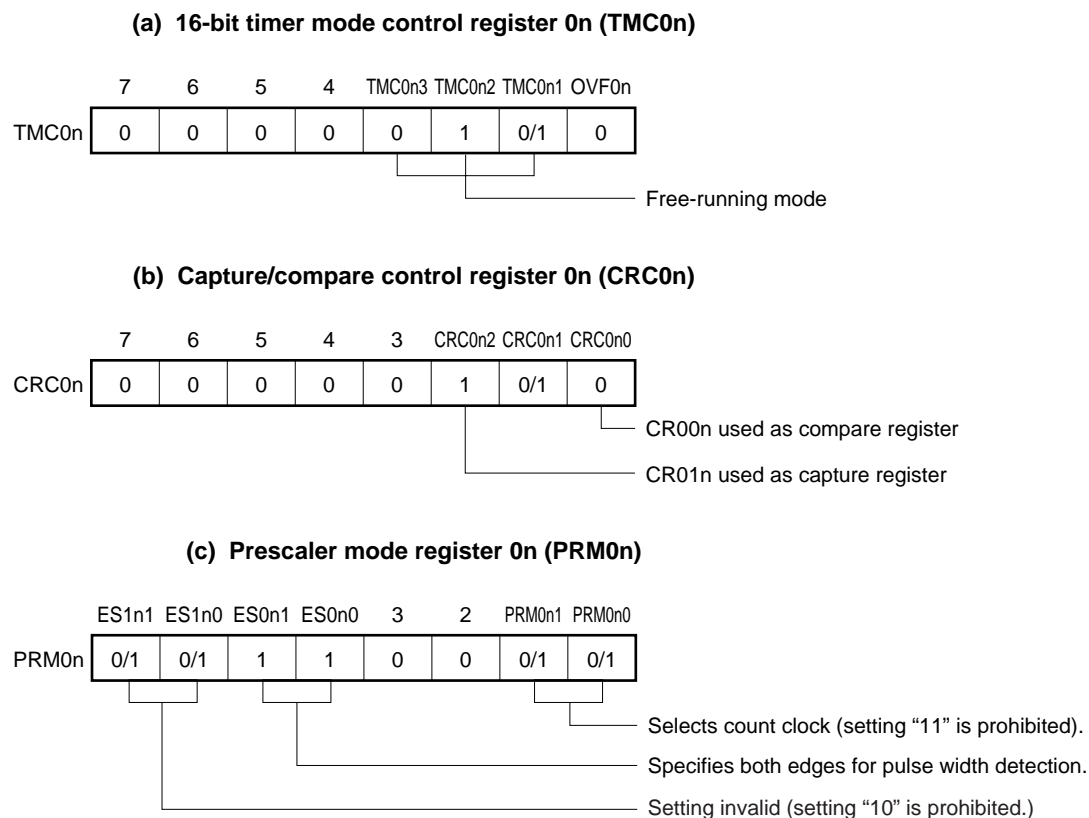 (a) 16-bit timer mode control register 0n (TMC0n)
7 6 5 4 TMC0n3 TMC0n2 TMC0n1 OVF0n
TMC0n 0 0 0 0 0 1 0/1 0
Free-running mode
(b) Capture/compare control register 0n (CRC0n)
7 6 5 4 3 CRC0n2 CRC0n1 CRC0n0
CRC0n 0 0 0 0 0 1 0/1 0
CR00n used as compare register
CR01n used as capture register
(c) Prescaler mode register 0n (PRM0n)
ES1n1 ES1n0 ES0n1 ES0n0 3 2 PRM0n1 PRM0n0
PRM0n 0/1 0/1 1 1 0 0 0/1 0/1
Selects count clock (setting “11” is prohibited).
Specifies both edges for pulse width detection.
Setting invalid (setting “10” is prohibited.)